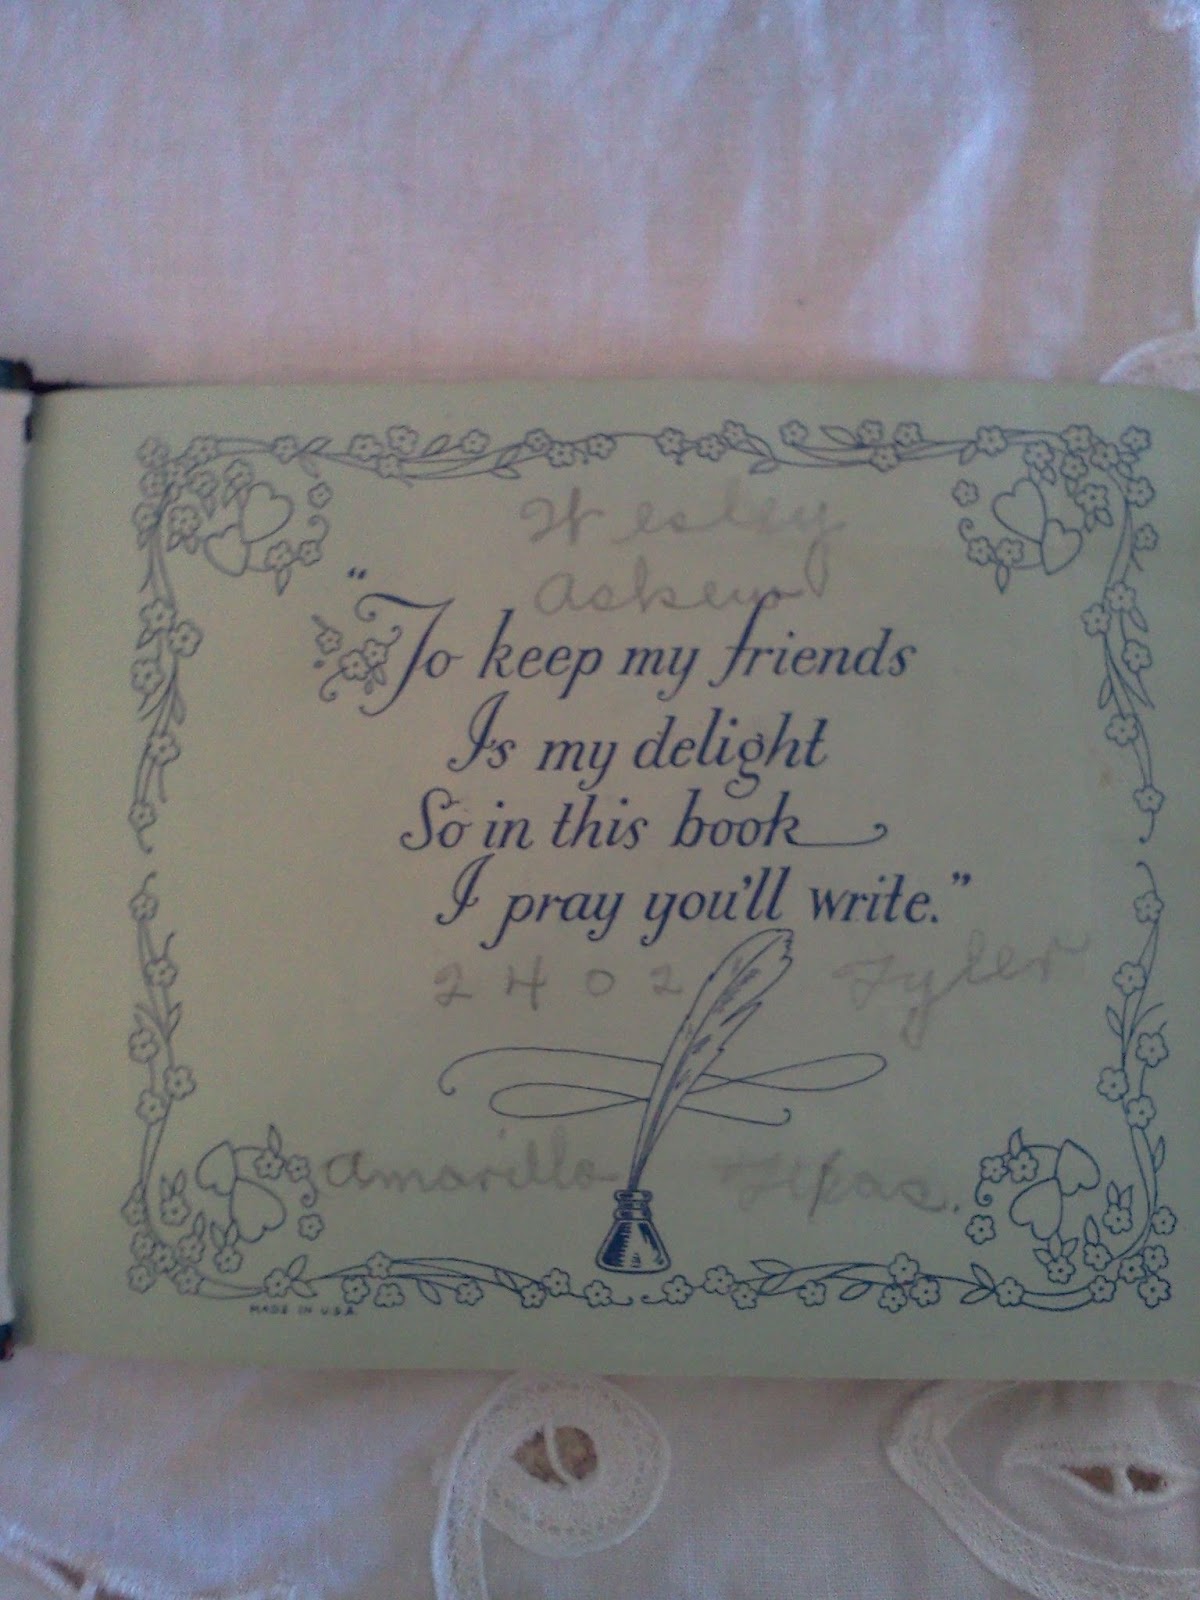 Wesley
Askew
“To keep my friends
Is my delight
So in this book
I pray you'll write.”
2402 Tyler
Amarillo Texas.
MADE IN U.S.A.